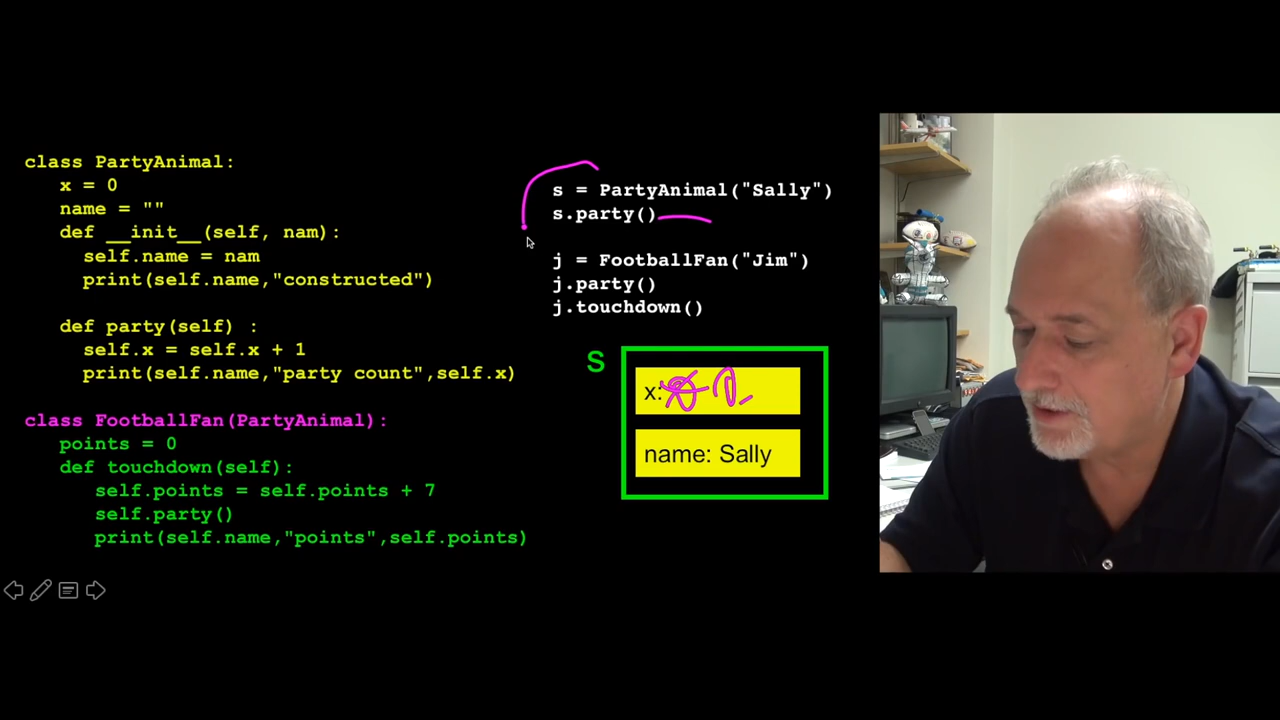 class PartyAnimal:
x = 0
name = ""
def __init__(self, nam):
self.name = nam
print(self.name,"constructed")
def party(self) :
self.x = self.x + 1
print(self.name,"party count",self.x)
class FootballFan(PartyAnimal):
points = 0
def touchdown(self):
self.points = self.points + 7
self.party()
print(self.name,"points",self.points)
s = PartyAnimal("Sally")
s.party()
j = FootballFan("Jim")
j.party()
j.touchdown()
S
x:
name: Sally